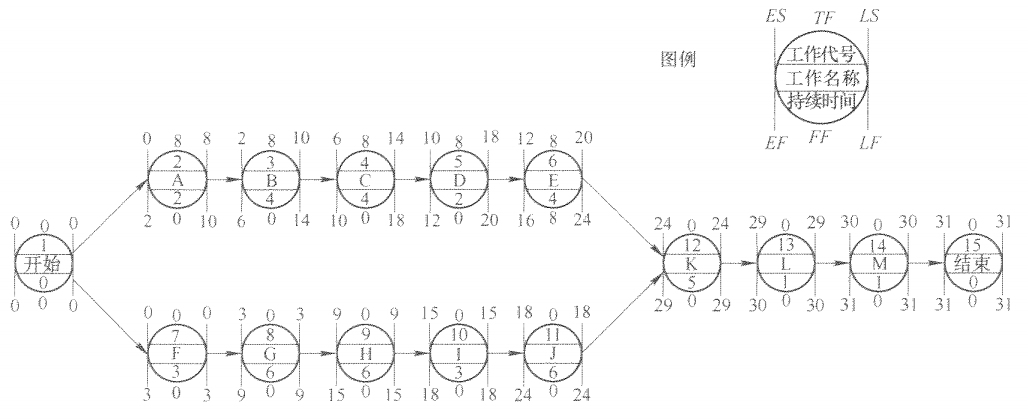 ES TF LS
图例
工作代号
工作名称
持续时间
EF FF LF
0 8 8 2 8 10 6 8 14 10 8 18 12 8 20
2 3 4 5 6
A B C D E
2 4 4 2 4
2 0 10 6 0 14 10 0 18 12 0 20 16 8 24
0 0 0 24 0 24 29 0 29 30 0 30 31 0 31
1 12 13 14 15
开始 K L M 结束
0 5 1 1 0
0 0 0 29 0 29 30 0 30 31 0 31 31 0 31
0 0 0 3 0 3 9 0 9 15 0 15 18 0 18
7 8 9 10 11
F G H I J
3 6 6 3 6
3 0 3 9 0 9 15 0 15 18 0 18 24 0 24